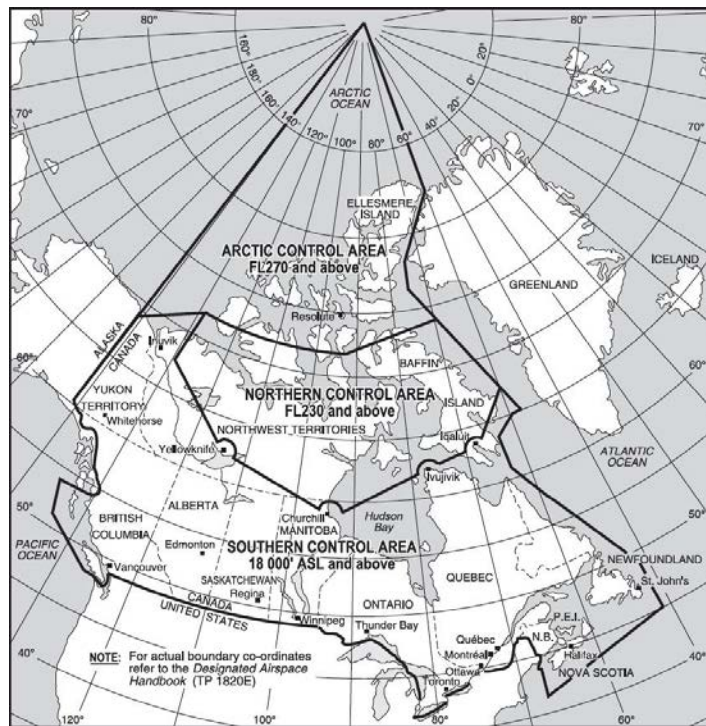 80°
80°
160°
160°
160°
140°
140°
120°
100°
80°
60°
40°
20°
0°
20°
70°
70°
ARCTIC
OCEAN
ELLESMERE
ISLAND
ARCTIC CONTROL AREA
FL270 and above
Resolute
GREENLAND
ICELAND
ALASKA
CANADA
Inuvik
60°
60°
BAFFIN
ISLAND
YUKON
TERRITORY
Whitehorse
NORTHERN CONTROL AREA
FL230 and above
NORTHWEST TERRITORIES
Yellowknife
Iqaluit
Ivujivik
ATLANTIC
OCEAN
50°
50°
PACIFIC
OCEAN
BRITISH
COLUMBIA
ALBERTA
Churchill
MANITOBA
Hudson
Bay
Edmonton
SOUTHERN CONTROL AREA
18 000' ASL and above
Vancouver
SASKATCHEWAN
Regina
CANADA
UNITED STATES
Winnipeg
ONTARIO
Thunder Bay
QUEBEC
NEWFOUNDLAND
St. John's
P.E.I.
N.B.
Québec
Montréal
Ottawa
Toronto
Halifax
NOVA SCOTIA
40°
40°
NOTE: For actual boundary co-ordinates
refer to the Designated Airspace
Handbook (TP 1820E)
120°
100°
80°
60°